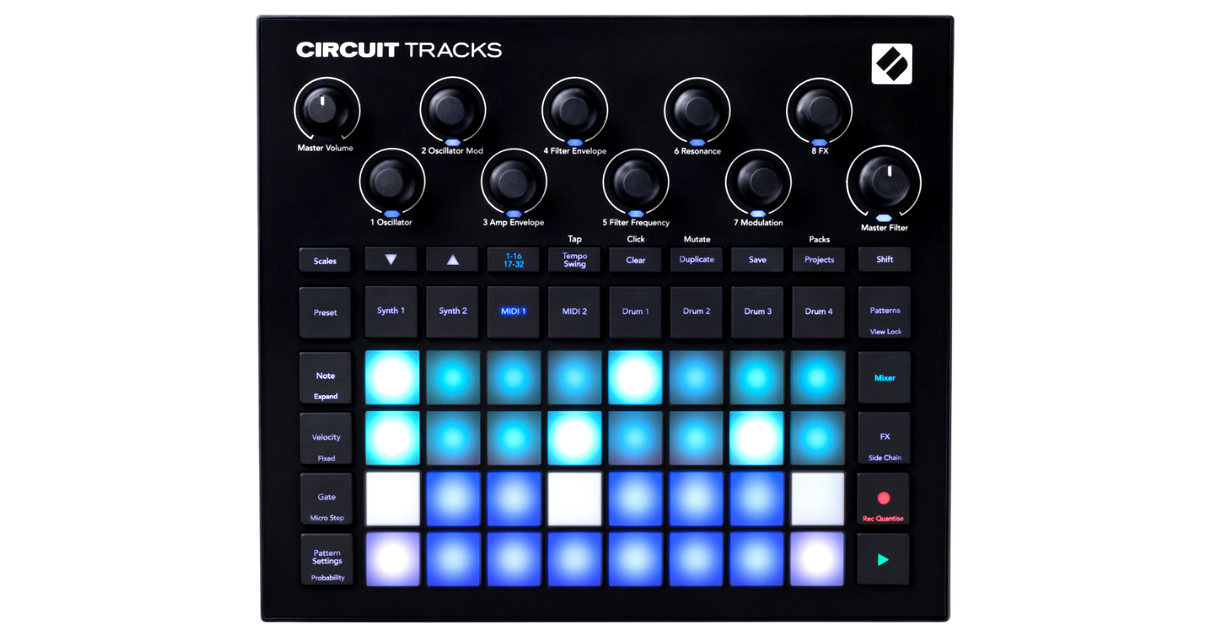 CIRCUIT TRACKS
Master Volume
2 Oscillator Mod
4 Filter Envelope
6 Resonance
8 FX
1 Oscillator
3 Amp Envelope
5 Filter Frequency
7 Modulation
Master Filter
Tap
Click
Mutate
Packs
Scales
1-16
17-32
Tempo
Swing
Clear
Duplicate
Save
Projects
Shift
Preset
Synth 1
Synth 2
MIDI 1
MIDI 2
Drum 1
Drum 2
Drum 3
Drum 4
Patterns
View Lock
Note
Expand
Mixer
Velocity
Fixed
FX
Side Chain
Gate
Micro Step
Rec Quantise
Pattern
Settings
Probability